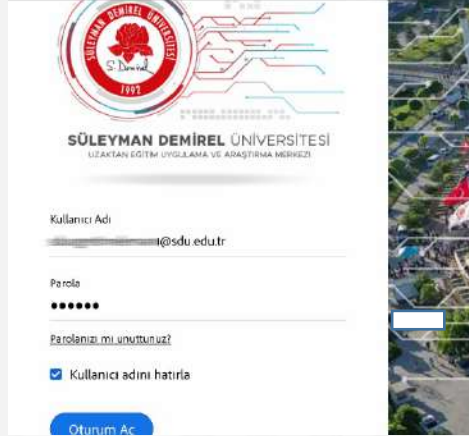 SÜLEYMAN DEMİREL ÜNİVERSİTESİ
S. Demirel
1992
SÜLEYMAN DEMİREL ÜNİVERSİTESİ
UZAKTAN EĞİTİM UYGULAMA VE ARAŞTIRMA MERKEZİ
Kullanıcı Adı
@sdu.edu.tr
Parola
••••••
Parolanızı mı unuttunuz?
Kullanıcı adını hatırla
Oturum Aç